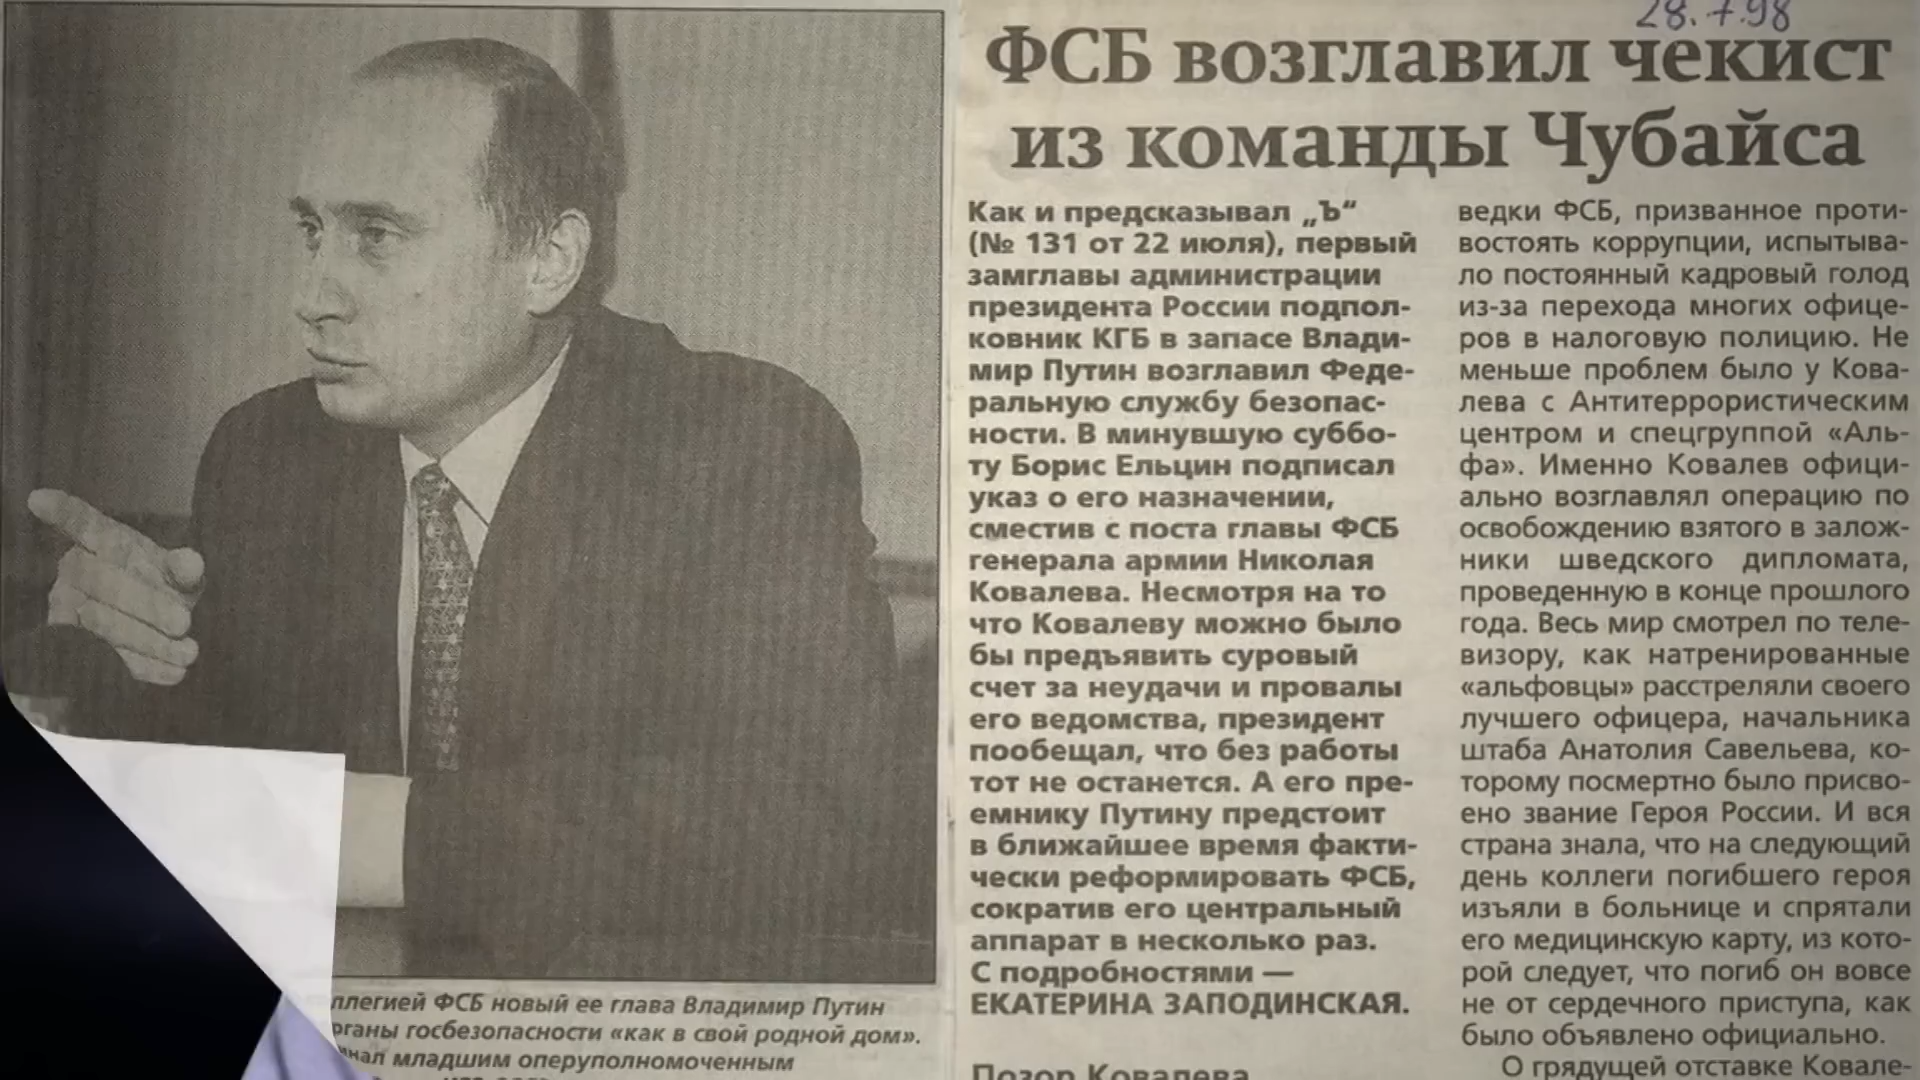 28.7.98
ФСБ возглавил чекист
из команды Чубайса
Как и предсказывал „Ъ“
(№ 131 от 22 июля), первый
замглавы администрации
президента России подпол-
ковник КГБ в запасе Влади-
мир Путин возглавил Феде-
ральную службу безопас-
ности. В минувшую суббо-
ту Борис Ельцин подписал
указ о его назначении,
сместив с поста главы ФСБ
генерала армии Николая
Ковалева. Несмотря на то
что Ковалеву можно было
бы предъявить суровый
счет за неудачи и провалы
его ведомства, президент
пообещал, что без работы
тот не останется. А его пре-
емнику Путину предстоит
в ближайшее время факти-
чески реформировать ФСБ,
сократив его центральный
аппарат в несколько раз.
С подробностями —
ЕКАТЕРИНА ЗАПОДИНСКАЯ.
Позор Ковалева
ведки ФСБ, призванное проти-
востоять коррупции, испытыва-
ло постоянный кадровый голод
из-за перехода многих офице-
ров в налоговую полицию. Не
меньше проблем было у Кова-
лева с Антитеррористическим
центром и спецгруппой «Аль-
фа». Именно Ковалев офици-
ально возглавлял операцию по
освобождению взятого в залож-
ники шведского дипломата,
проведенную в конце прошлого
года. Весь мир смотрел по теле-
визору, как натренированные
«альфовцы» расстреляли своего
лучшего офицера, начальника
штаба Анатолия Савельева, ко-
торому посмертно было присво-
ено звание Героя России. И вся
страна знала, что на следующий
день коллеги погибшего героя
изъяли в больнице и спрятали
его медицинскую карту, из кото-
рой следует, что погиб он вовсе
не от сердечного приступа, как
было объявлено официально.
О грядущей отставке Ковале-
ллегией ФСБ новый ее глава Владимир Путин
рганы госбезопасности «как в свой родной дом».
инал младшим оперуполномоченным